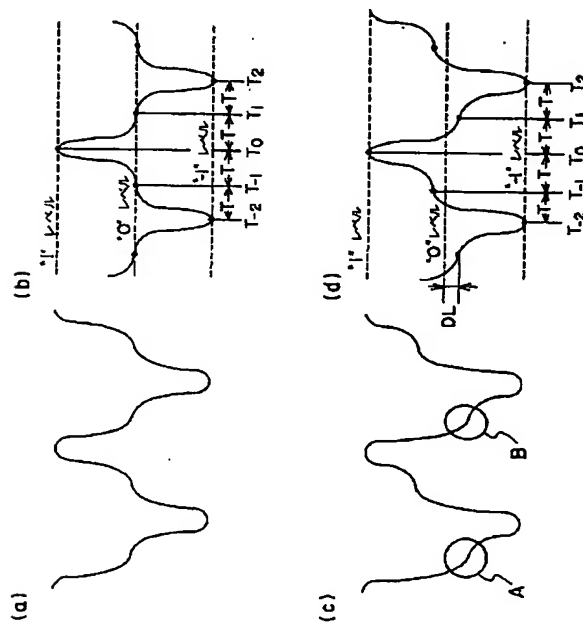 (a)
(b)
"1" レベル
"0" レベル
"-1" レベル
T T T T
T-2 T-1 T0 T1 T2
(c)
A
B
(d)
"1" レベル
"0" レベル
DL
"-1" レベル
T T T T
T-2 T-1 T0 T1 T2